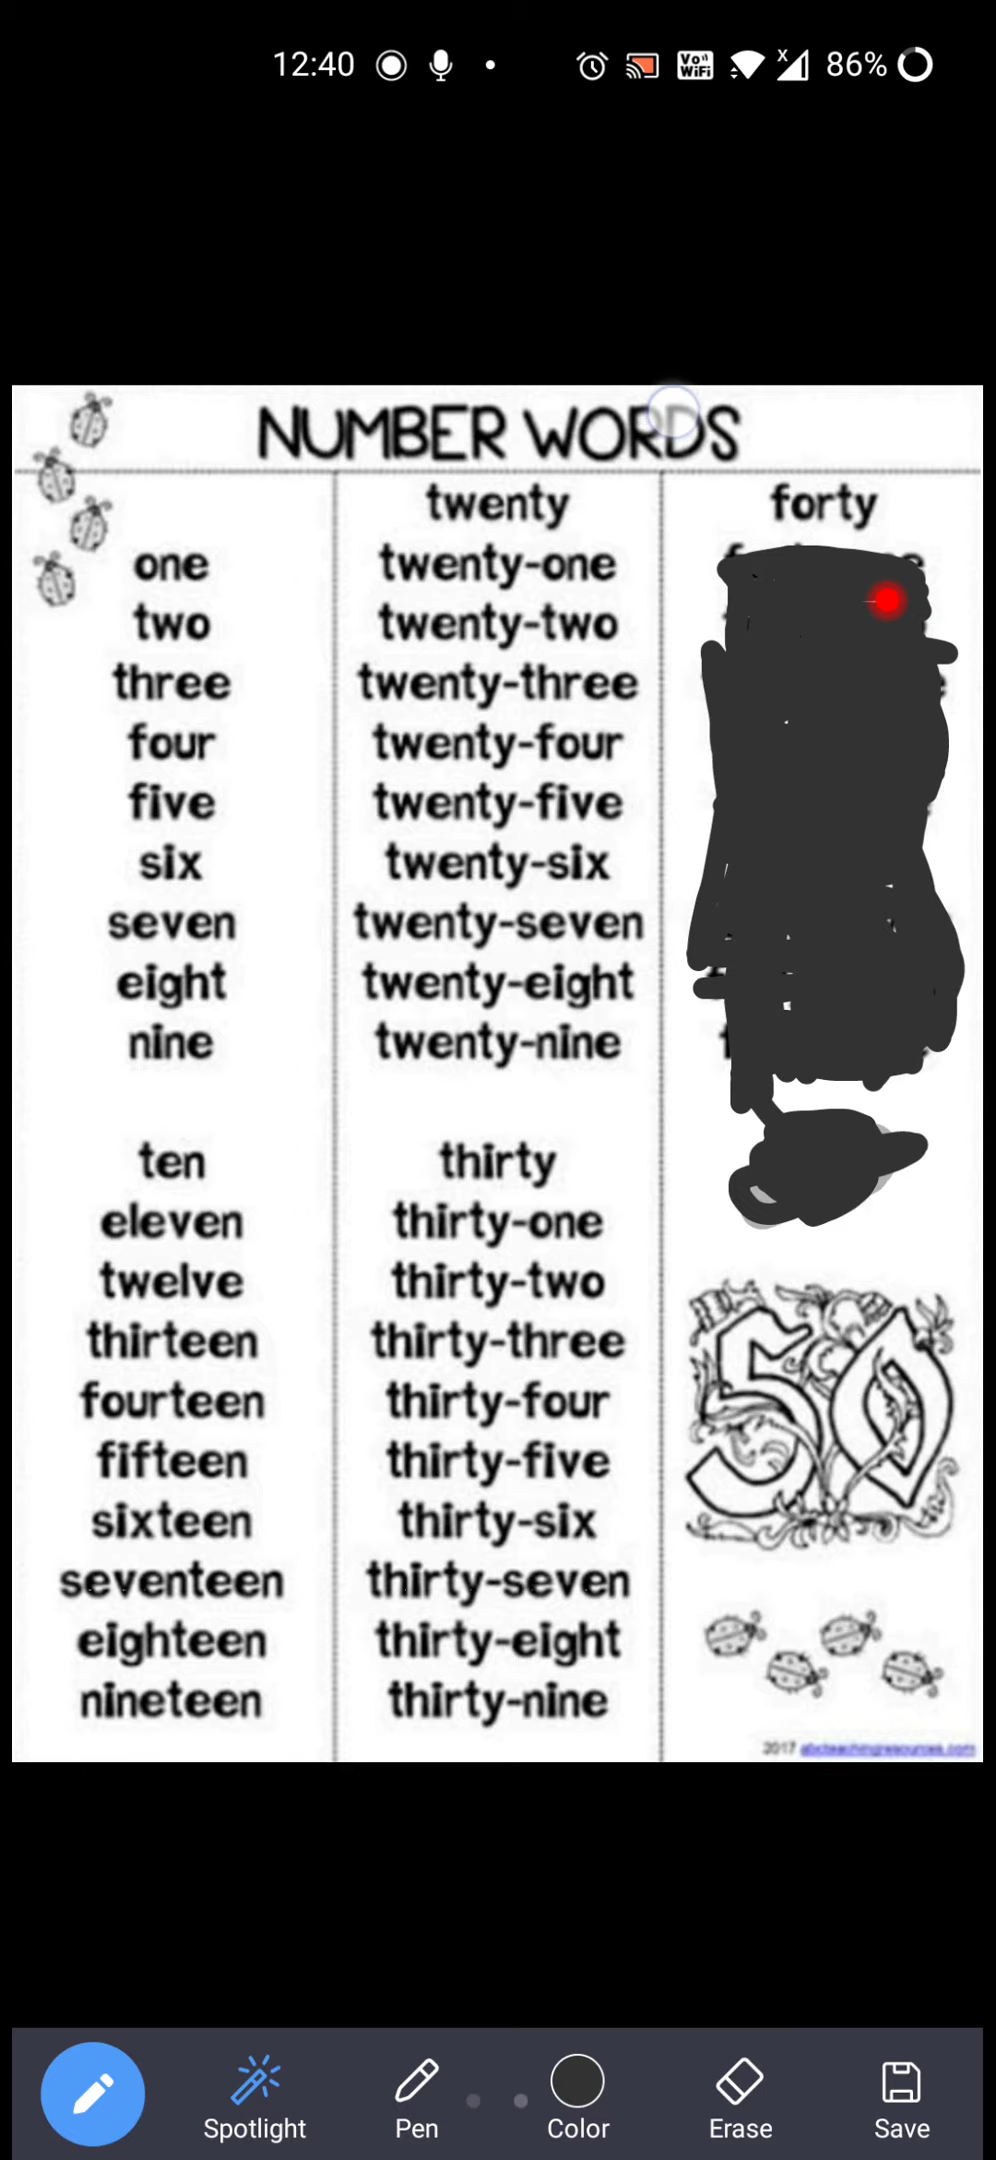 12:40 Vo WiFi X 86%
NUMBER WORDS
one
two
three
four
five
six
seven
eight
nine
ten
eleven
twelve
thirteen
fourteen
fifteen
sixteen
seventeen
eighteen
nineteen
twenty
twenty-one
twenty-two
twenty-three
twenty-four
twenty-five
twenty-six
twenty-seven
twenty-eight
twenty-nine
thirty
thirty-one
thirty-two
thirty-three
thirty-four
thirty-five
thirty-six
thirty-seven
thirty-eight
thirty-nine
forty
50
2017
Spotlight Pen Color Erase Save